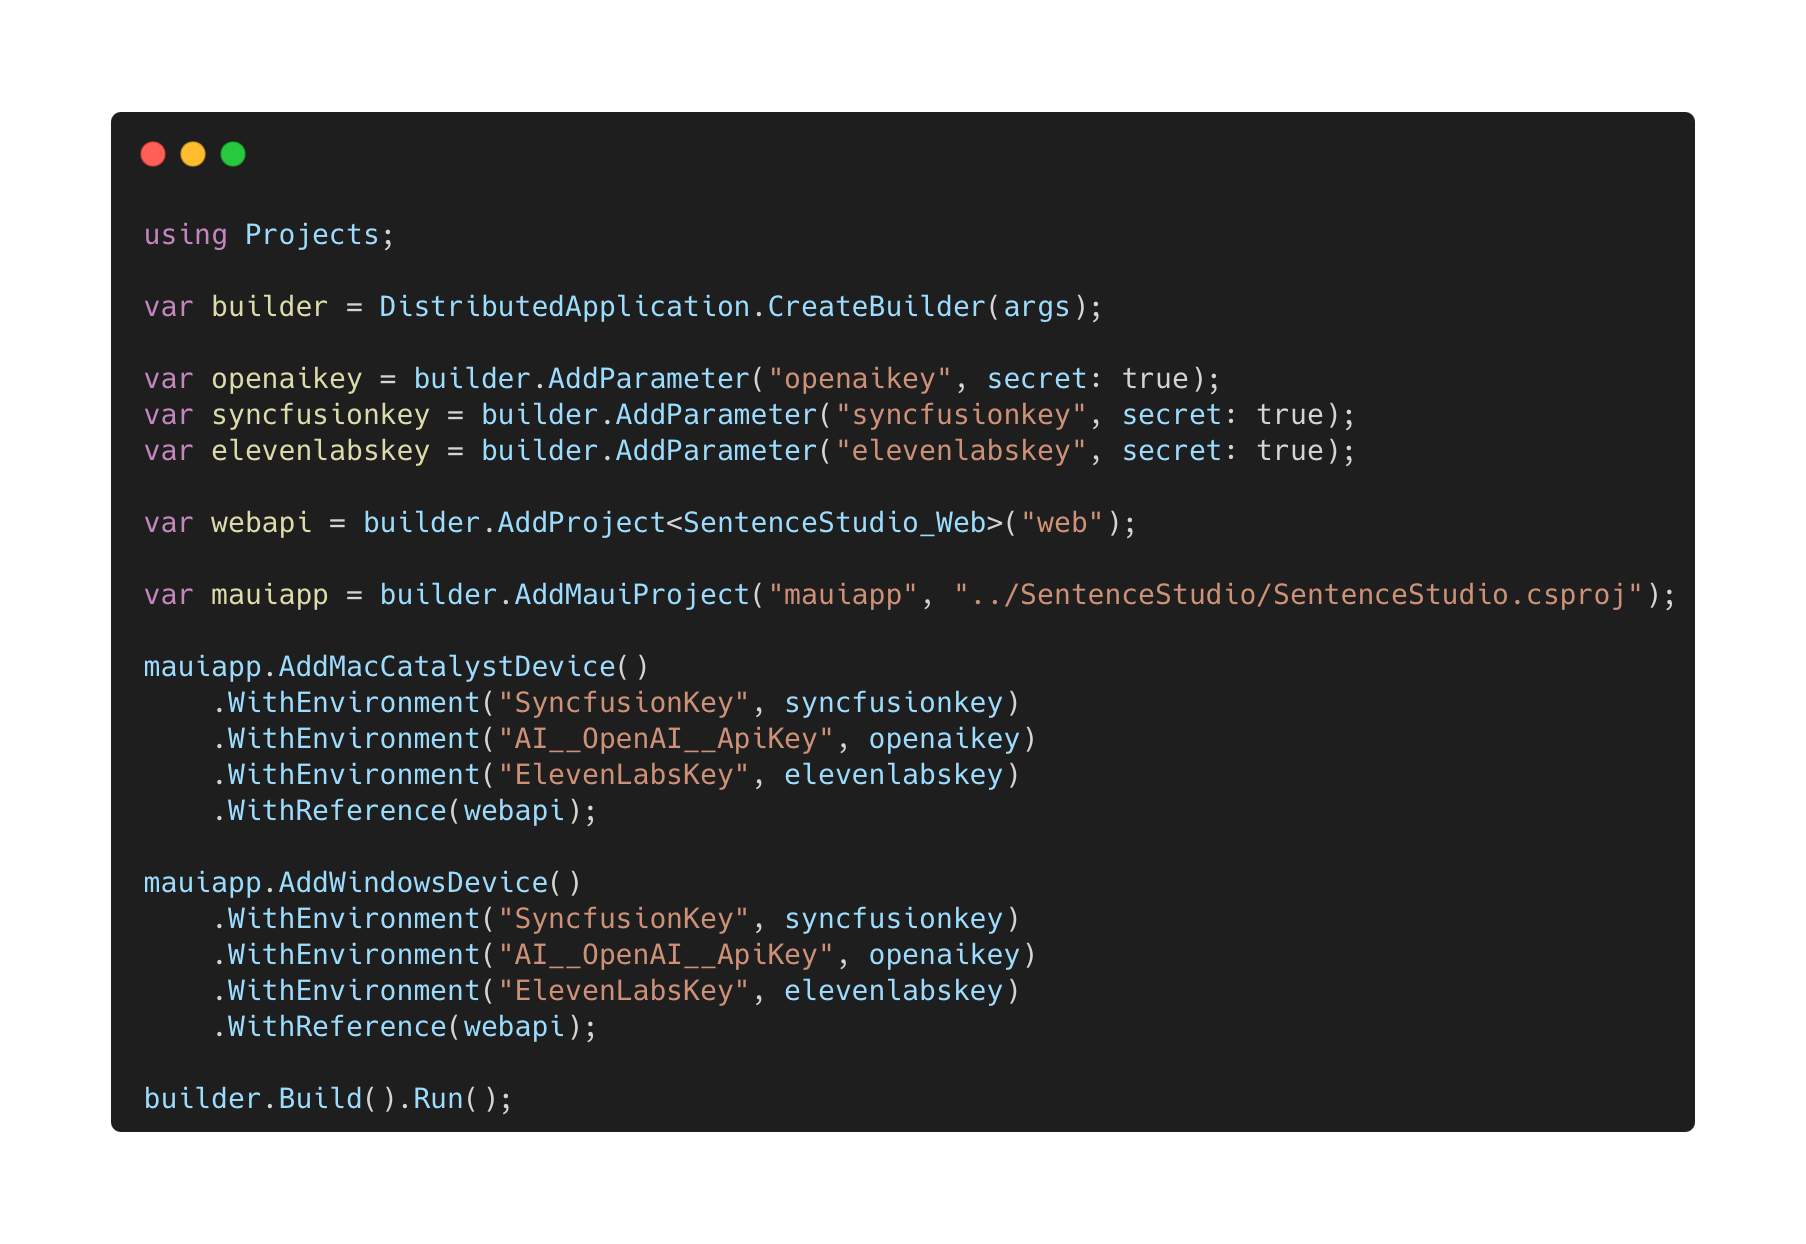 using Projects;

var builder = DistributedApplication.CreateBuilder(args);

var openaikey = builder.AddParameter("openaikey", secret: true);
var syncfusionkey = builder.AddParameter("syncfusionkey", secret: true);
var elevenlabskey = builder.AddParameter("elevenlabskey", secret: true);

var webapi = builder.AddProject<SentenceStudio_Web>("web");

var mauiapp = builder.AddMauiProject("mauiapp", "../SentenceStudio/SentenceStudio.csproj");

mauiapp.AddMacCatalystDevice()
    .WithEnvironment("SyncfusionKey", syncfusionkey)
    .WithEnvironment("AI__OpenAI__ApiKey", openaikey)
    .WithEnvironment("ElevenLabsKey", elevenlabskey)
    .WithReference(webapi);

mauiapp.AddWindowsDevice()
    .WithEnvironment("SyncfusionKey", syncfusionkey)
    .WithEnvironment("AI__OpenAI__ApiKey", openaikey)
    .WithEnvironment("ElevenLabsKey", elevenlabskey)
    .WithReference(webapi);

builder.Build().Run();